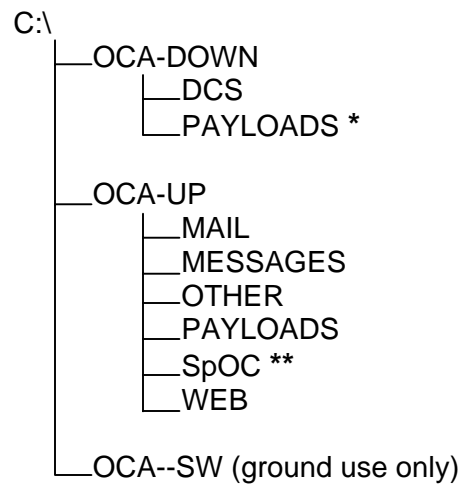 C:\
OCA-DOWN
DCS
PAYLOADS *
OCA-UP
MAIL
MESSAGES
OTHER
PAYLOADS
SpOC **
WEB
OCA--SW (ground use only)